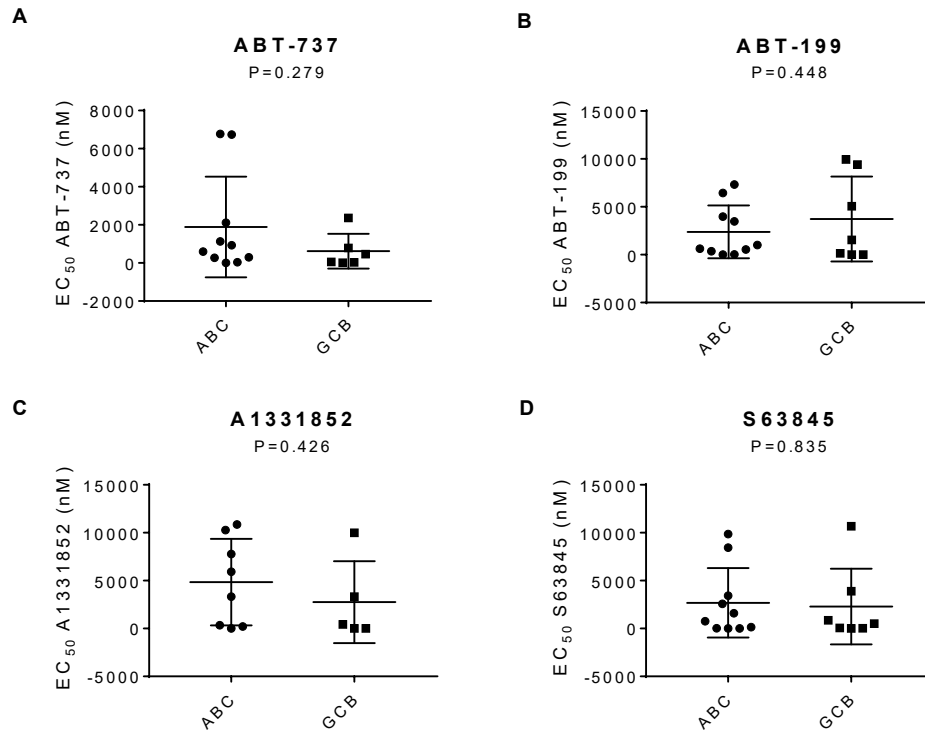 A
ABT-737
P=0.279
EC50 ABT-737 (nM)
8000
6000
4000
2000
0
-2000
ABC
GCB
B
ABT-199
P=0.448
EC50 ABT-199 (nM)
15000
10000
5000
0
-5000
ABC
GCB
C
A1331852
P=0.426
EC50 A1331852 (nM)
15000
10000
5000
0
-5000
ABC
GCB
D
S63845
P=0.835
EC50 S63845 (nM)
15000
10000
5000
0
-5000
ABC
GCB